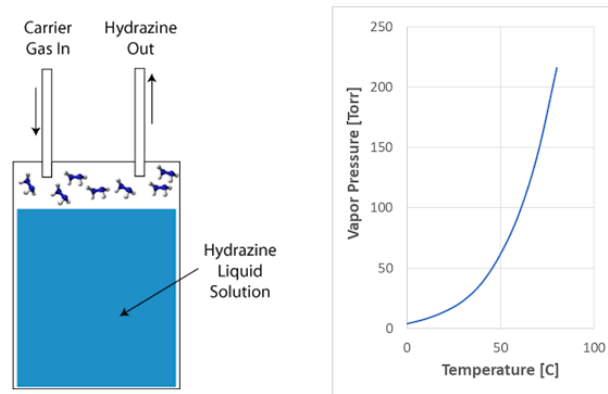 Carrier
Gas In
Hydrazine
Out
Hydrazine
Liquid
Solution
Vapor Pressure [Torr]
250
200
150
100
50
0
0 50 100
Temperature [C]